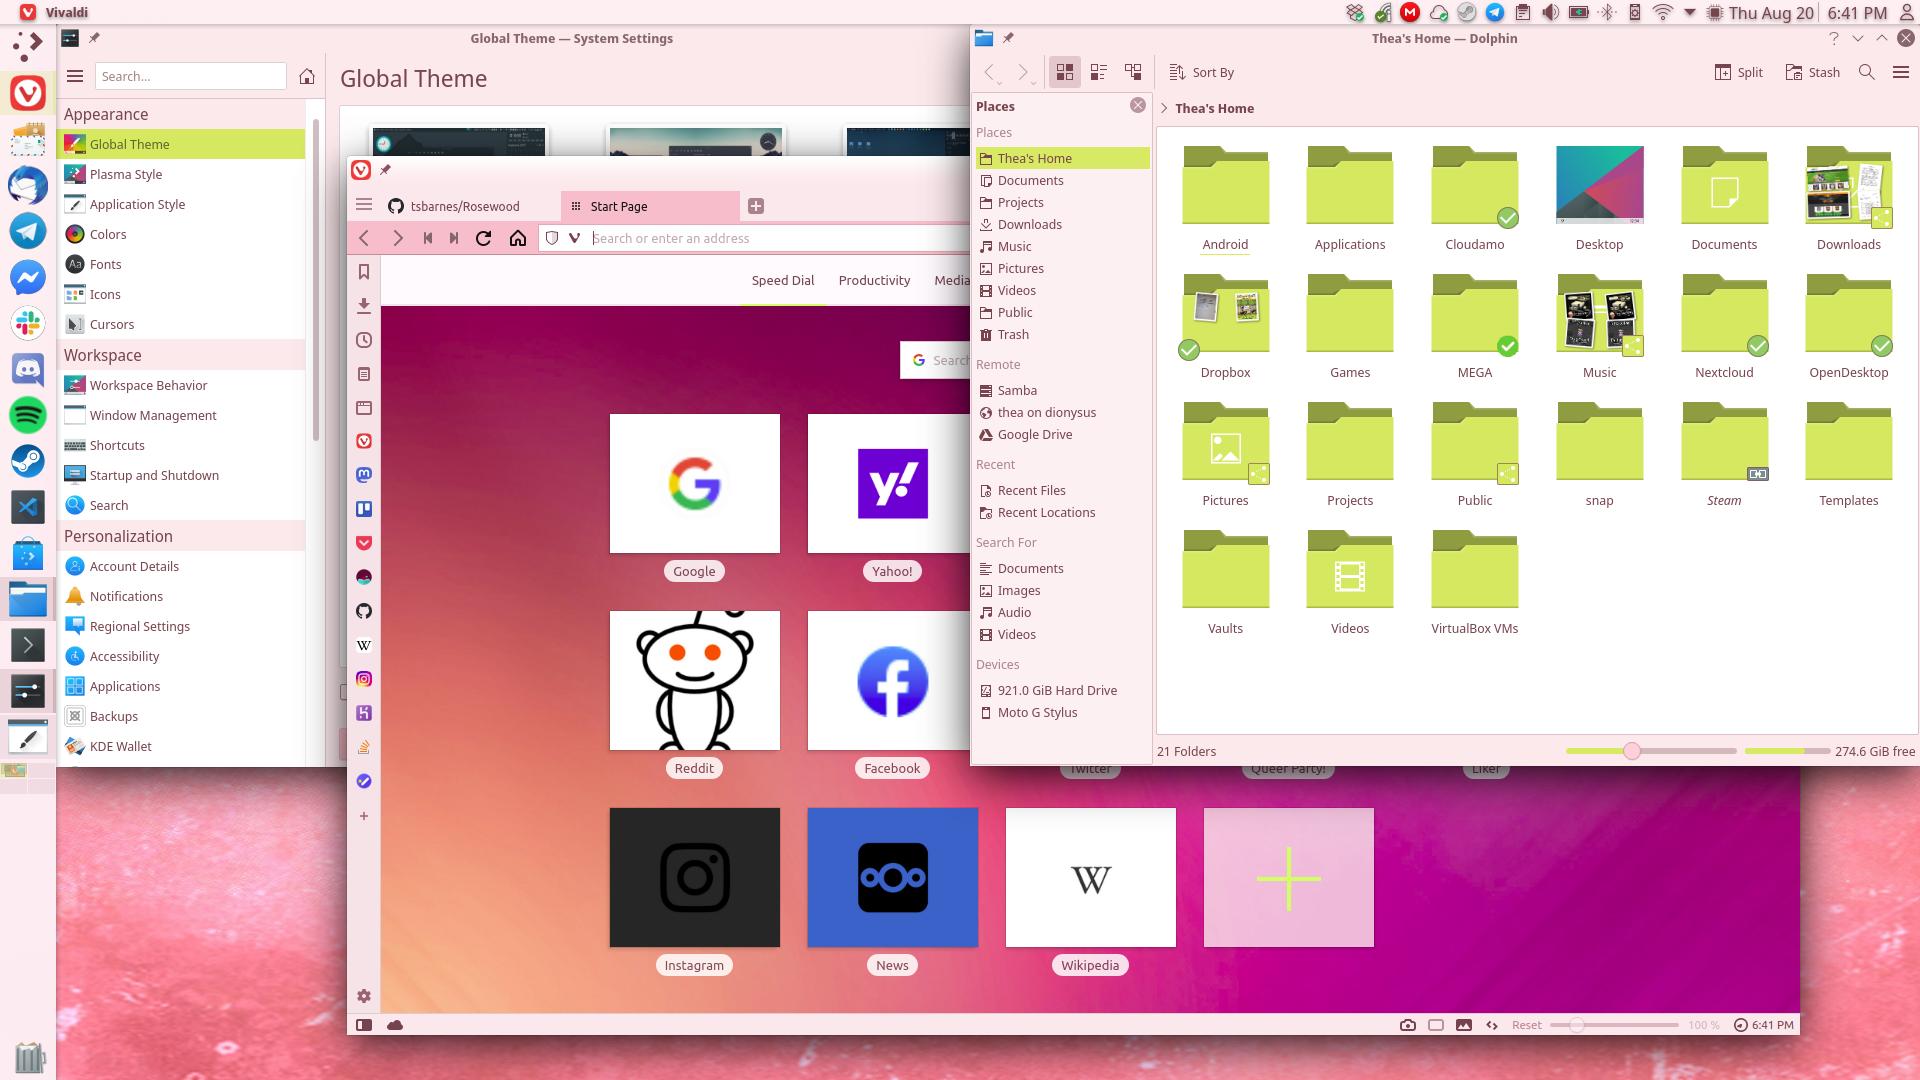 Vivaldi
Thu Aug 20
6:41 PM
Global Theme — System Settings
Search...
Global Theme
Appearance
Global Theme
Plasma Style
Application Style
Colors
Fonts
Icons
Cursors
Workspace
Workspace Behavior
Window Management
Shortcuts
Startup and Shutdown
Search
Personalization
Account Details
Notifications
Regional Settings
Accessibility
Applications
Backups
KDE Wallet
tsbarnes/Rosewood
Start Page
Search or enter an address
Speed Dial
Productivity
Media
Search
Google
Yahoo!
Reddit
Facebook
Twitter
Queer Party!
Liker
Instagram
News
Wikipedia
Reset
100 %
6:41 PM
Thea's Home — Dolphin
Sort By
Split
Stash
Places
Thea's Home
Places
Thea's Home
Documents
Projects
Downloads
Music
Pictures
Videos
Public
Trash
Remote
Samba
thea on dionysus
Google Drive
Recent
Recent Files
Recent Locations
Search For
Documents
Images
Audio
Videos
Devices
921.0 GiB Hard Drive
Moto G Stylus
Android
Applications
Cloudamo
Desktop
Documents
Downloads
Dropbox
Games
MEGA
Music
Nextcloud
OpenDesktop
Pictures
Projects
Public
snap
Steam
Templates
Vaults
Videos
VirtualBox VMs
21 Folders
274.6 GiB free